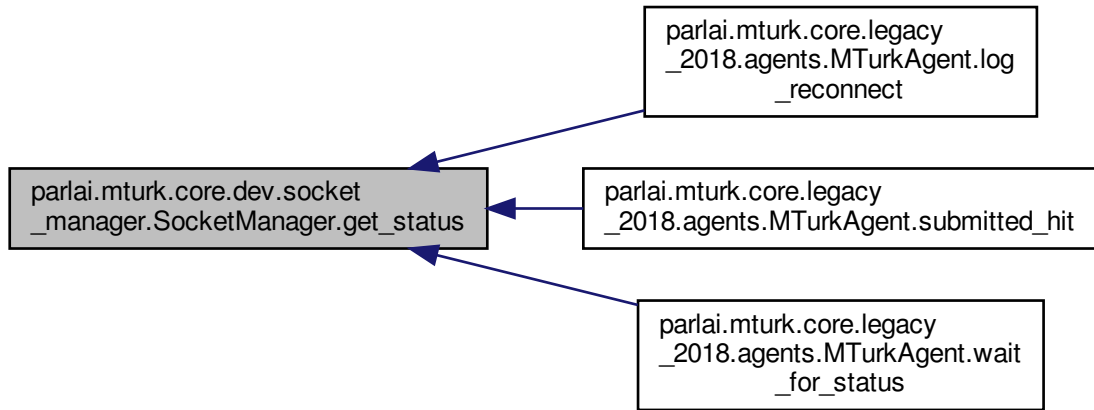 parlai.mturk.core.legacy
_2018.agents.MTurkAgent.log
_reconnect
parlai.mturk.core.dev.socket
_manager.SocketManager.get_status
parlai.mturk.core.legacy
_2018.agents.MTurkAgent.submitted_hit
parlai.mturk.core.legacy
_2018.agents.MTurkAgent.wait
_for_status